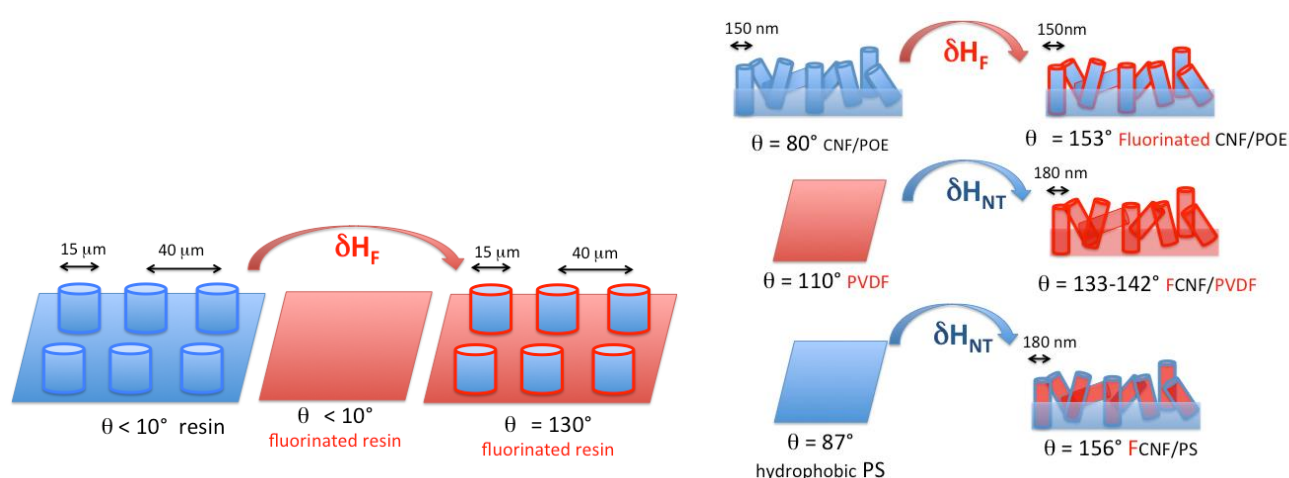 15 μm
40 μm
δH_F
15 μm
40 μm
θ < 10° resin
θ < 10°
fluorinated resin
θ = 130°
fluorinated resin
150 nm
δH_F
150nm
θ = 80° CNF/POE
θ = 153° Fluorinated CNF/POE
δH_NT
180 nm
θ = 110° PVDF
θ = 133-142° FCNF/PVDF
δH_NT
180 nm
θ = 87°
hydrophobic PS
θ = 156° FCNF/PS